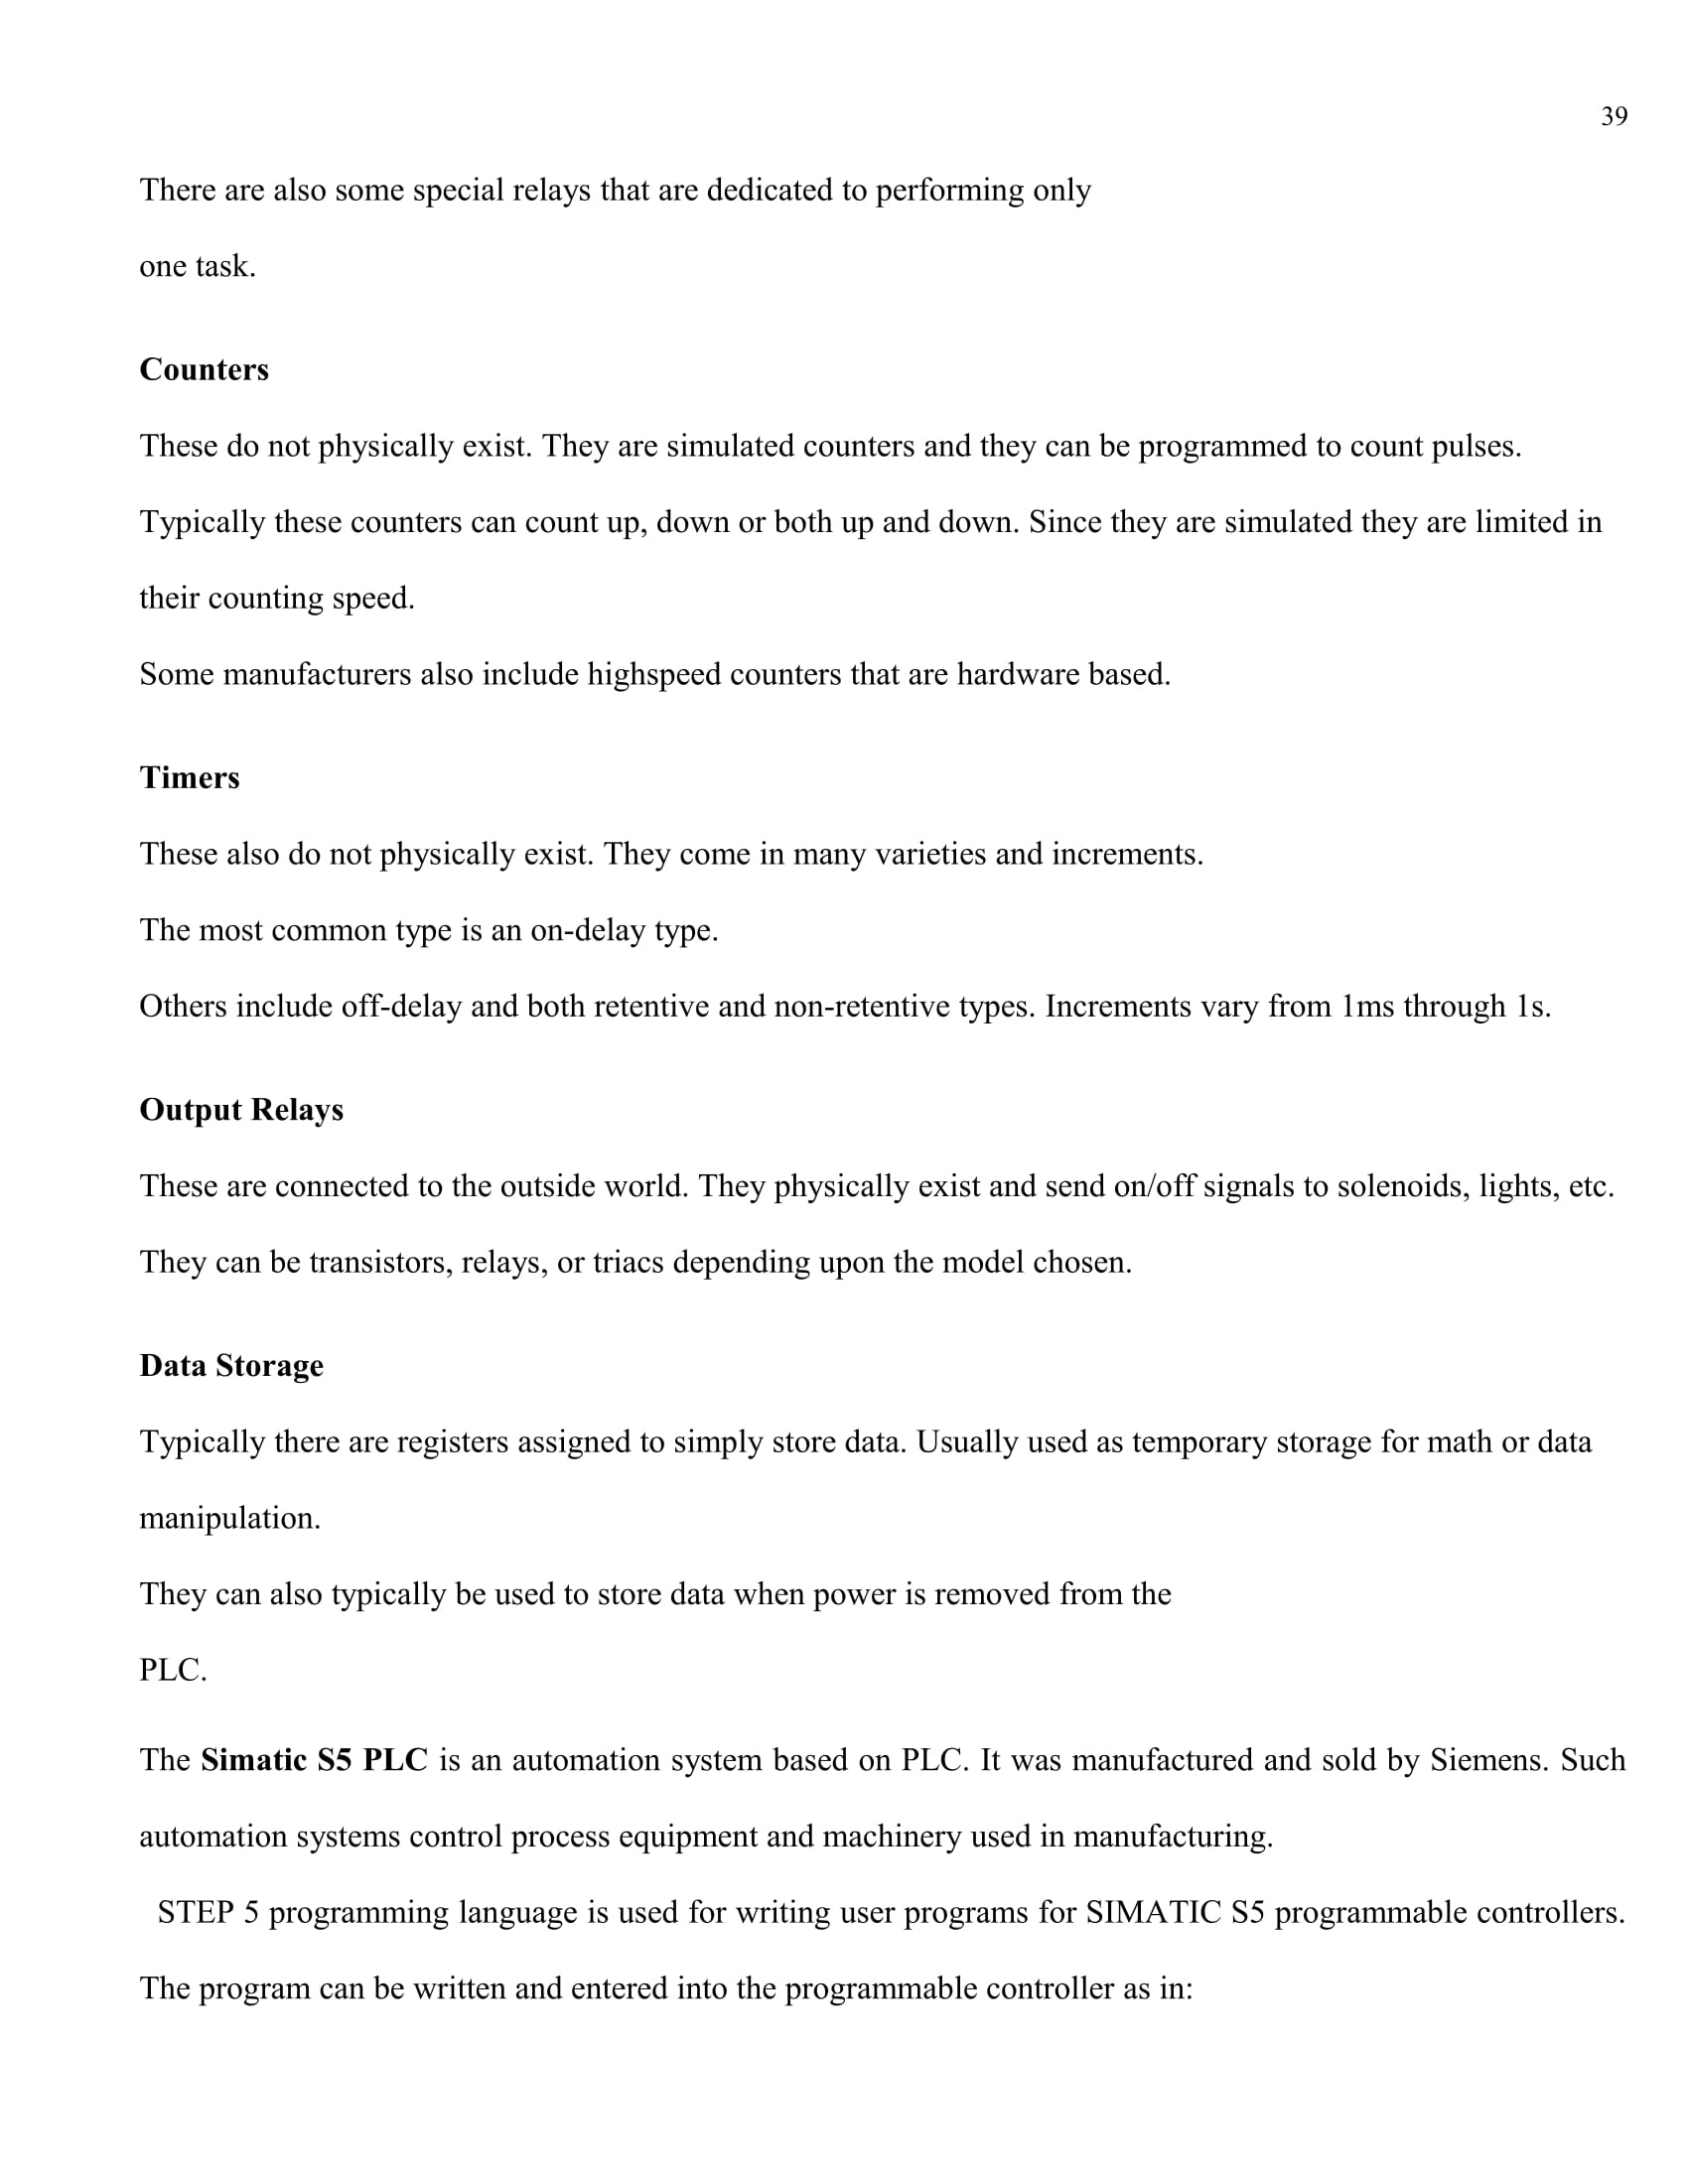 39
There are also some special relays that are dedicated to performing only
one task.
Counters
These do not physically exist. They are simulated counters and they can be programmed to count pulses.
Typically these counters can count up, down or both up and down. Since they are simulated they are limited in
their counting speed.
Some manufacturers also include highspeed counters that are hardware based.
Timers
These also do not physically exist. They come in many varieties and increments.
The most common type is an on-delay type.
Others include off-delay and both retentive and non-retentive types. Increments vary from 1ms through 1s.
Output Relays
These are connected to the outside world. They physically exist and send on/off signals to solenoids, lights, etc.
They can be transistors, relays, or triacs depending upon the model chosen.
Data Storage
Typically there are registers assigned to simply store data. Usually used as temporary storage for math or data
manipulation.
They can also typically be used to store data when power is removed from the
PLC.
The Simatic S5 PLC is an automation system based on PLC. It was manufactured and sold by Siemens. Such
automation systems control process equipment and machinery used in manufacturing.
STEP 5 programming language is used for writing user programs for SIMATIC S5 programmable controllers.
The program can be written and entered into the programmable controller as in: